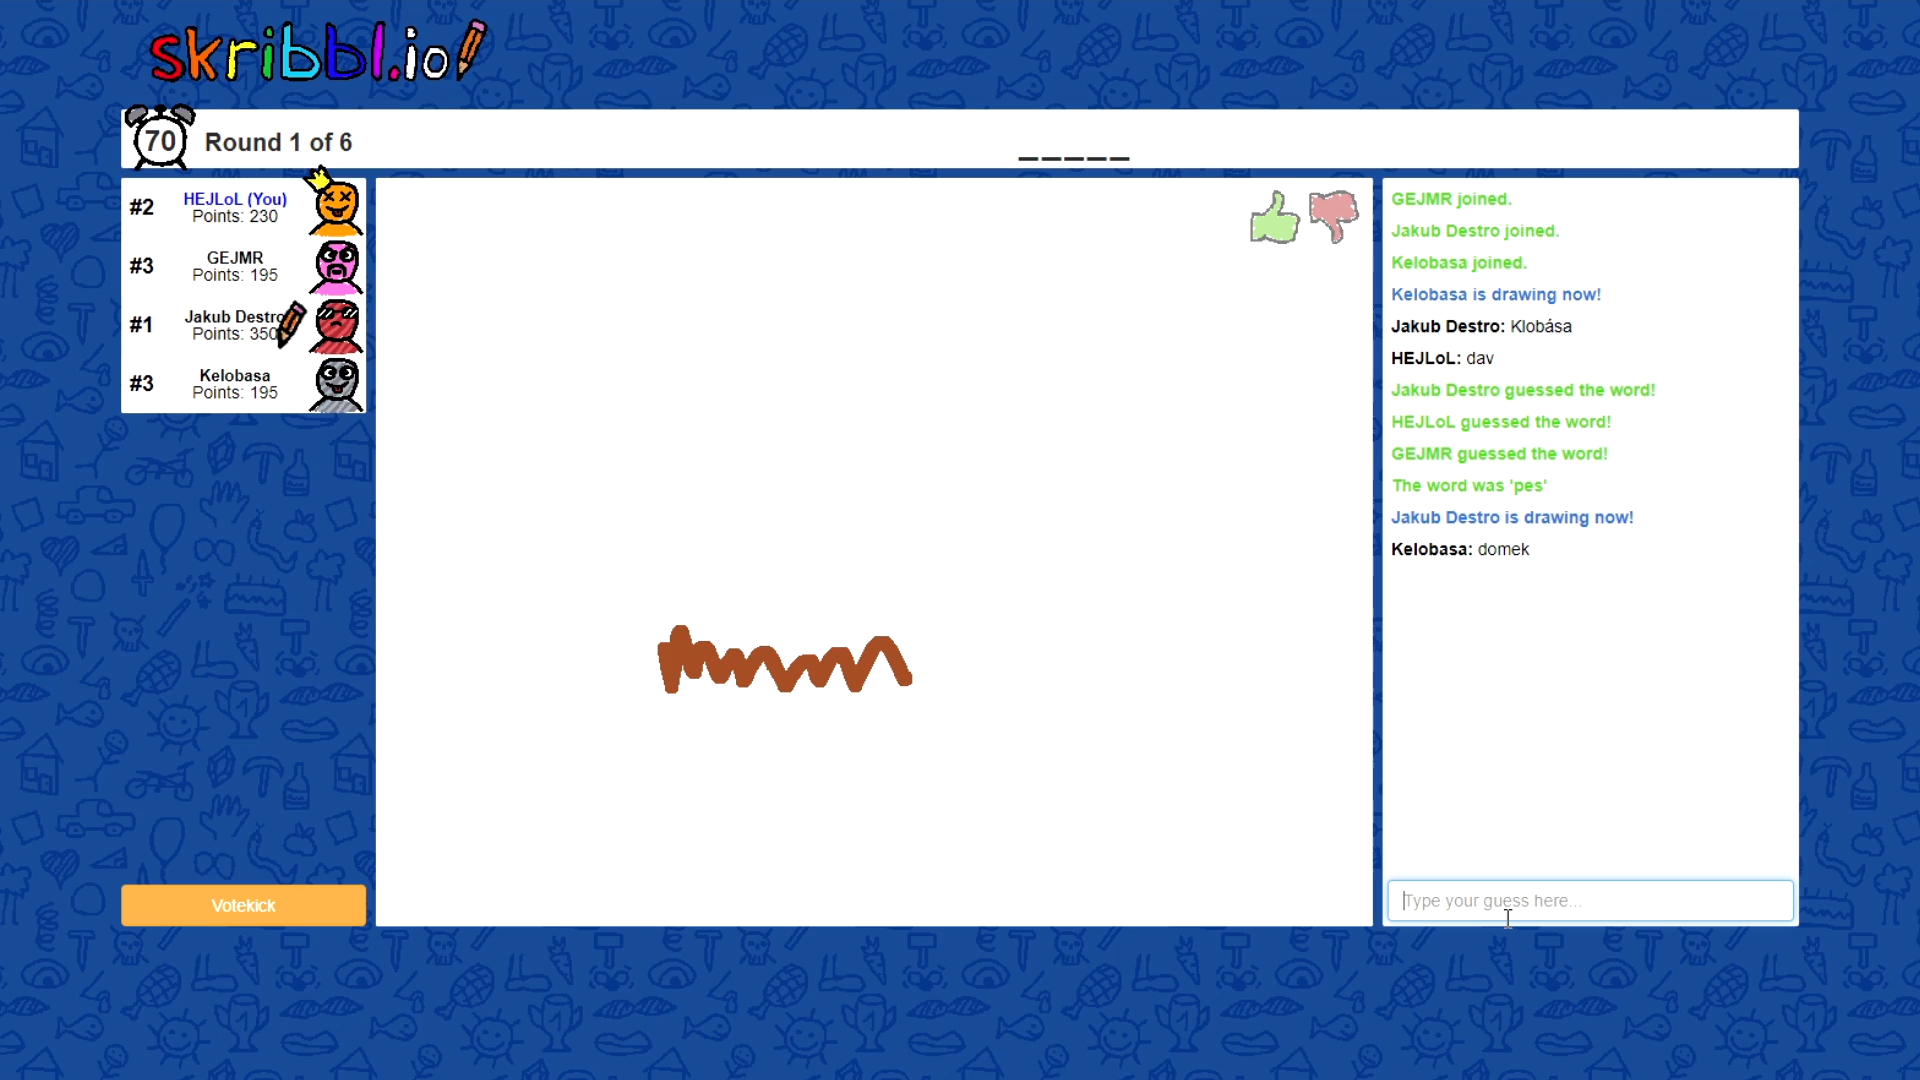 skribbl.io
70
Round 1 of 6
_____
#2 HEJLoL (You)
Points: 230
#3 GEJMR
Points: 195
#1 Jakub Destro
Points: 350
#3 Kelobasa
Points: 195
Votekick
GEJMR joined.
Jakub Destro joined.
Kelobasa joined.
Kelobasa is drawing now!
Jakub Destro: Klobása
HEJLoL: dav
Jakub Destro guessed the word!
HEJLoL guessed the word!
GEJMR guessed the word!
The word was 'pes'
Jakub Destro is drawing now!
Kelobasa: domek
Type your guess here...